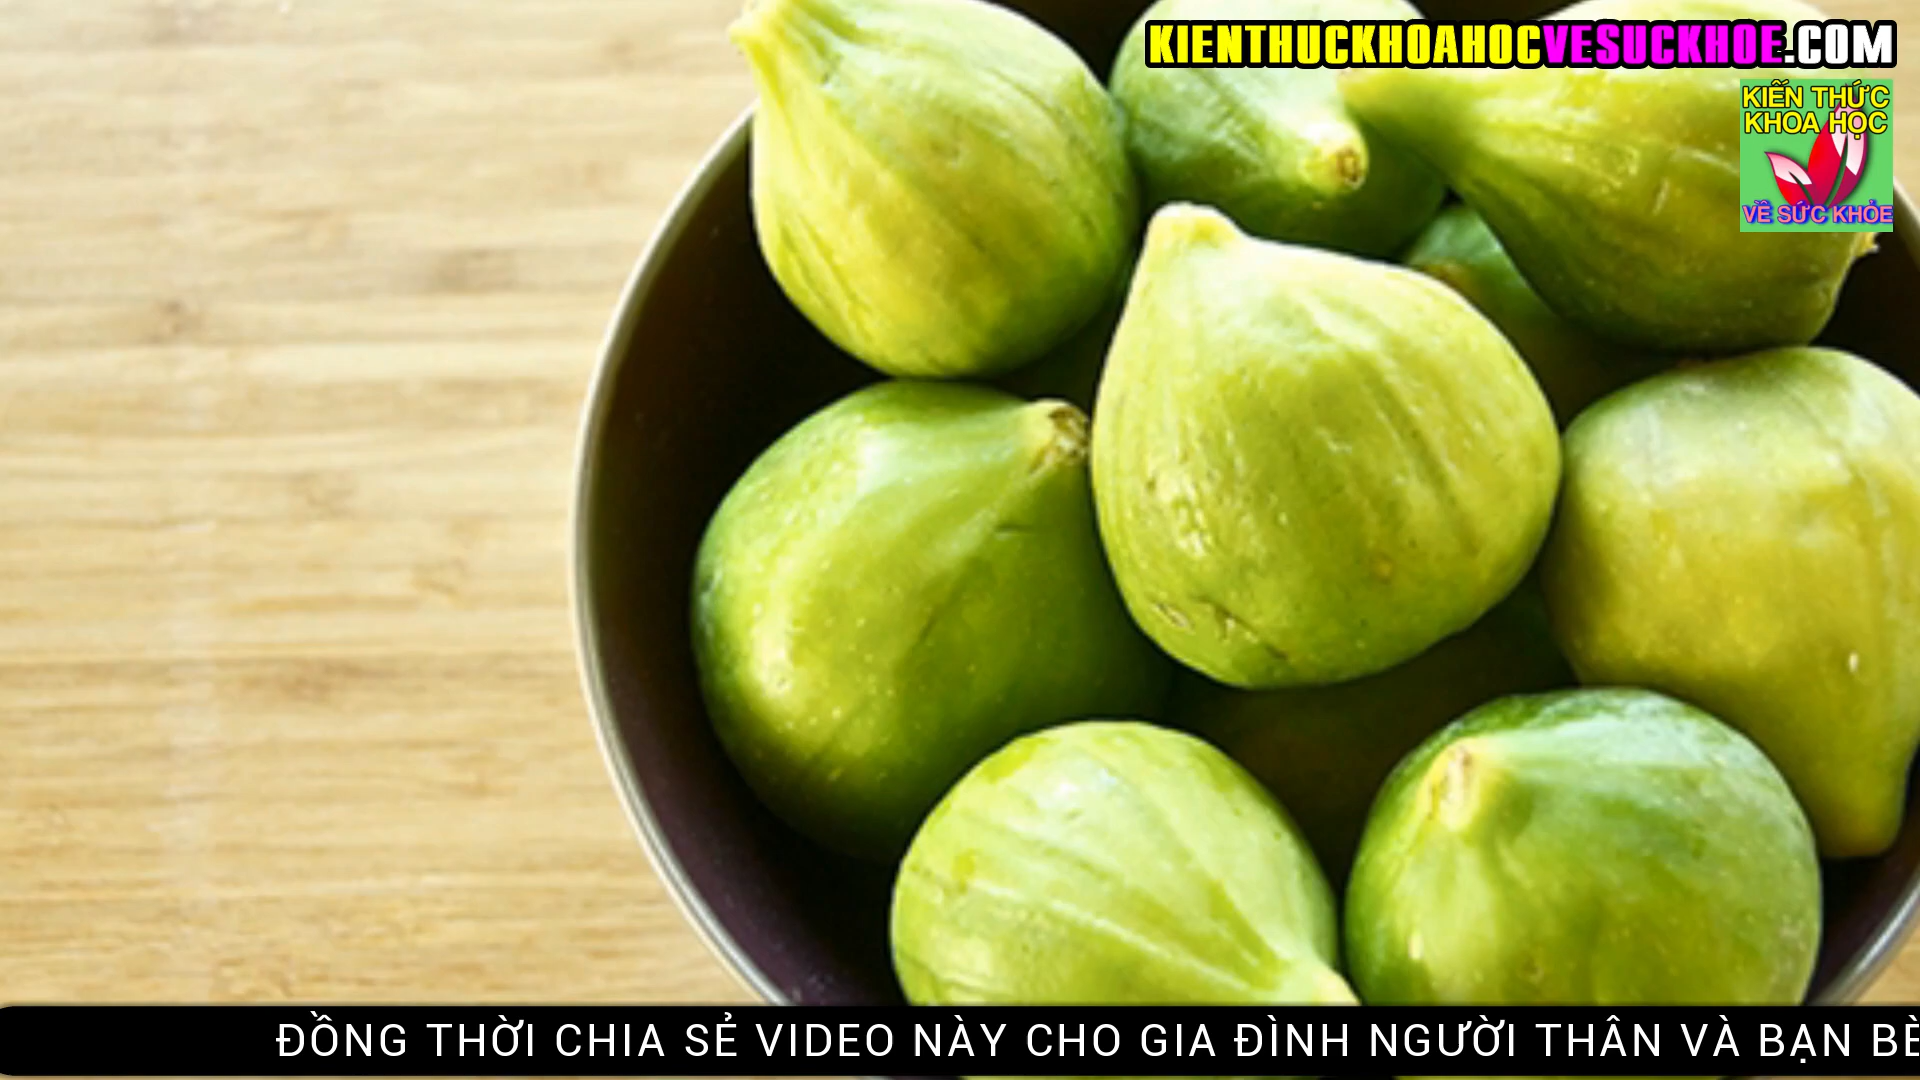 KIENTHUCKHOAHOCVESUCKHOE.COM
KIẾN THỨC
KHOA HỌC
VỀ SỨC KHỎE
ĐỒNG THỜI CHIA SẺ VIDEO NÀY CHO GIA ĐÌNH NGƯỜI THÂN VÀ BẠN BÈ